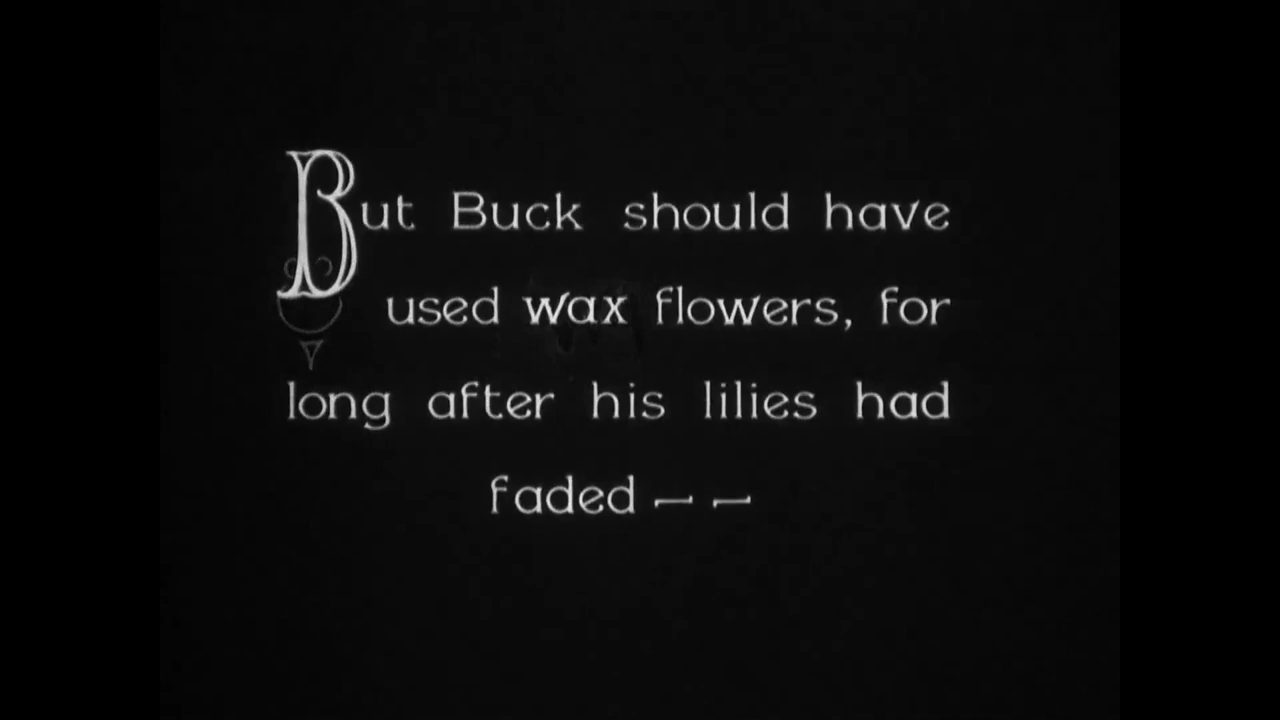 But Buck should have
used wax flowers, for
long after his lilies had
faded — —